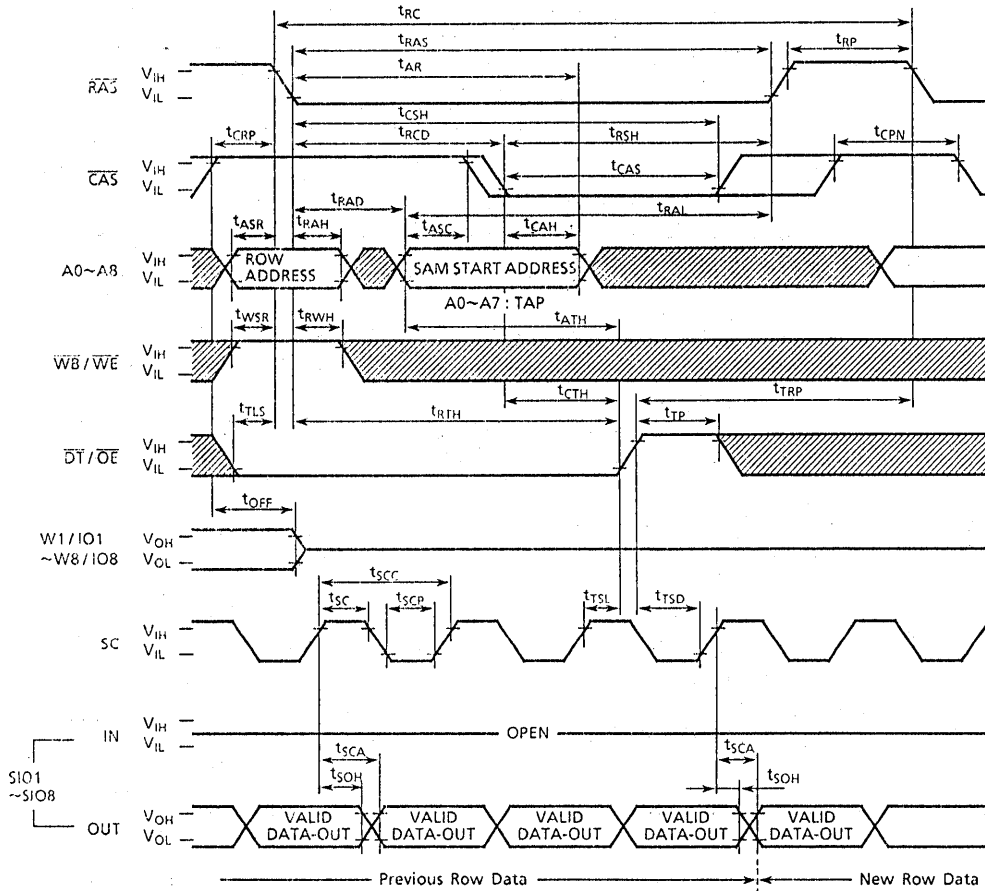 tRC
tRAS
tRP
tAR
RAS
VIH
VIL
tCSH
tCRP
tRCD
tRSH
tCPN
CAS
VIH
VIL
tCAS
tRAD
tRAL
tASR
tRAH
tASC
tCAH
A0~A8
VIH
VIL
ROW
ADDRESS
SAM START ADDRESS
A0~A7 : TAP
tWSR
tRWH
tATH
WB/WE
VIH
VIL
tCTH
tTRP
tTLS
tRTH
tTP
DT/OE
VIH
VIL
tOFF
W1/IO1
~W8/IO8
VOH
VOL
tSCC
tSC
tSCP
tTSL
tTSD
SC
VIH
VIL
IN
VIH
VIL
OPEN
SIO1
~SIO8
tSCA
tSOH
tSCA
tSOH
OUT
VOH
VOL
VALID
DATA-OUT
VALID
DATA-OUT
VALID
DATA-OUT
VALID
DATA-OUT
VALID
DATA-OUT
Previous Row Data
New Row Data